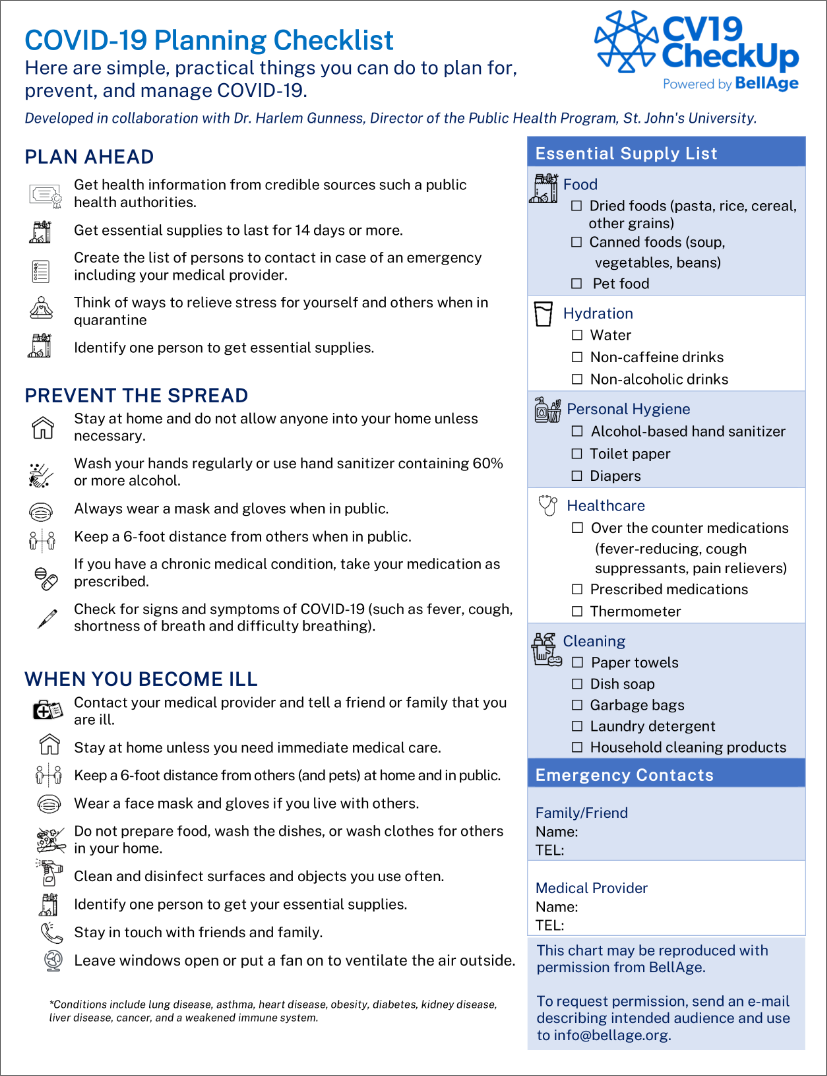 COVID-19 Planning Checklist
Here are simple, practical things you can do to plan for,
prevent, and manage COVID-19.
CV19
CheckUp
Powered by BellAge
Developed in collaboration with Dr. Harlem Gunness, Director of the Public Health Program, St. John's University.
PLAN AHEAD
Get health information from credible sources such a public
health authorities.
Get essential supplies to last for 14 days or more.
Create the list of persons to contact in case of an emergency
including your medical provider.
Think of ways to relieve stress for yourself and others when in
quarantine
Identify one person to get essential supplies.
PREVENT THE SPREAD
Stay at home and do not allow anyone into your home unless
necessary.
Wash your hands regularly or use hand sanitizer containing 60%
or more alcohol.
Always wear a mask and gloves when in public.
Keep a 6-foot distance from others when in public.
If you have a chronic medical condition, take your medication as
prescribed.
Check for signs and symptoms of COVID-19 (such as fever, cough,
shortness of breath and difficulty breathing).
WHEN YOU BECOME ILL
Contact your medical provider and tell a friend or family that you
are ill.
Stay at home unless you need immediate medical care.
Keep a 6-foot distance from others (and pets) at home and in public.
Wear a face mask and gloves if you live with others.
Do not prepare food, wash the dishes, or wash clothes for others
in your home.
Clean and disinfect surfaces and objects you use often.
Identify one person to get your essential supplies.
Stay in touch with friends and family.
Leave windows open or put a fan on to ventilate the air outside.
*Conditions include lung disease, asthma, heart disease, obesity, diabetes, kidney disease,
liver disease, cancer, and a weakened immune system.
Essential Supply List
Food
☐ Dried foods (pasta, rice, cereal,
other grains)
☐ Canned foods (soup,
vegetables, beans)
☐ Pet food
Hydration
☐ Water
☐ Non-caffeine drinks
☐ Non-alcoholic drinks
Personal Hygiene
☐ Alcohol-based hand sanitizer
☐ Toilet paper
☐ Diapers
Healthcare
☐ Over the counter medications
(fever-reducing, cough
suppressants, pain relievers)
☐ Prescribed medications
☐ Thermometer
Cleaning
☐ Paper towels
☐ Dish soap
☐ Garbage bags
☐ Laundry detergent
☐ Household cleaning products
Emergency Contacts
Family/Friend
Name:
TEL:
Medical Provider
Name:
TEL:
This chart may be reproduced with
permission from BellAge.
To request permission, send an e-mail
describing intended audience and use
to info@bellage.org.